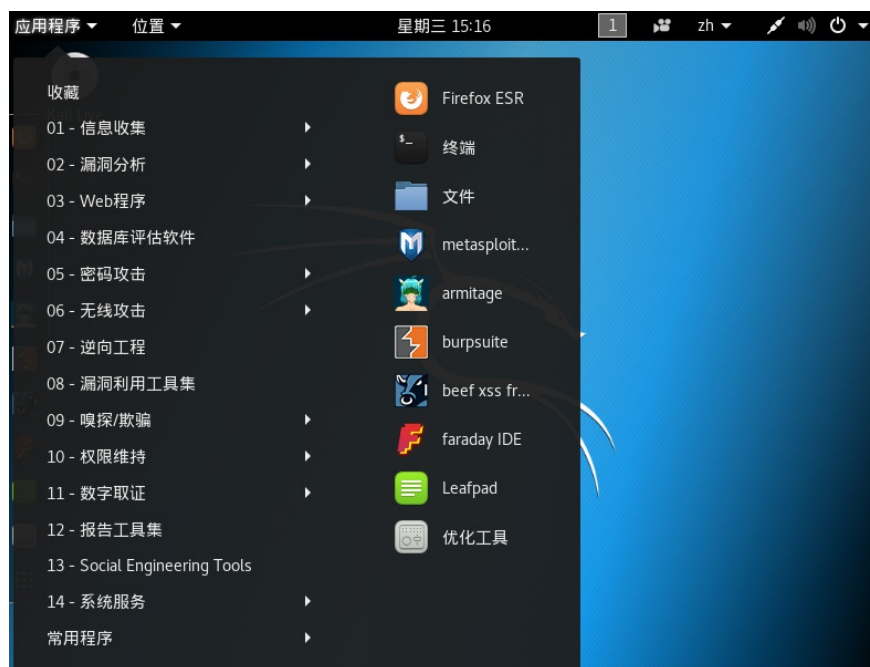 应用程序 位置 星期三 15:16 1 zh
收藏
01 - 信息收集
02 - 漏洞分析
03 - Web程序
04 - 数据库评估软件
05 - 密码攻击
06 - 无线攻击
07 - 逆向工程
08 - 漏洞利用工具集
09 - 嗅探/欺骗
10 - 权限维持
11 - 数字取证
12 - 报告工具集
13 - Social Engineering Tools
14 - 系统服务
常用程序
Firefox ESR
$_
终端
文件
metasploit...
armitage
burpsuite
beef xss fr...
faraday IDE
Leafpad
优化工具